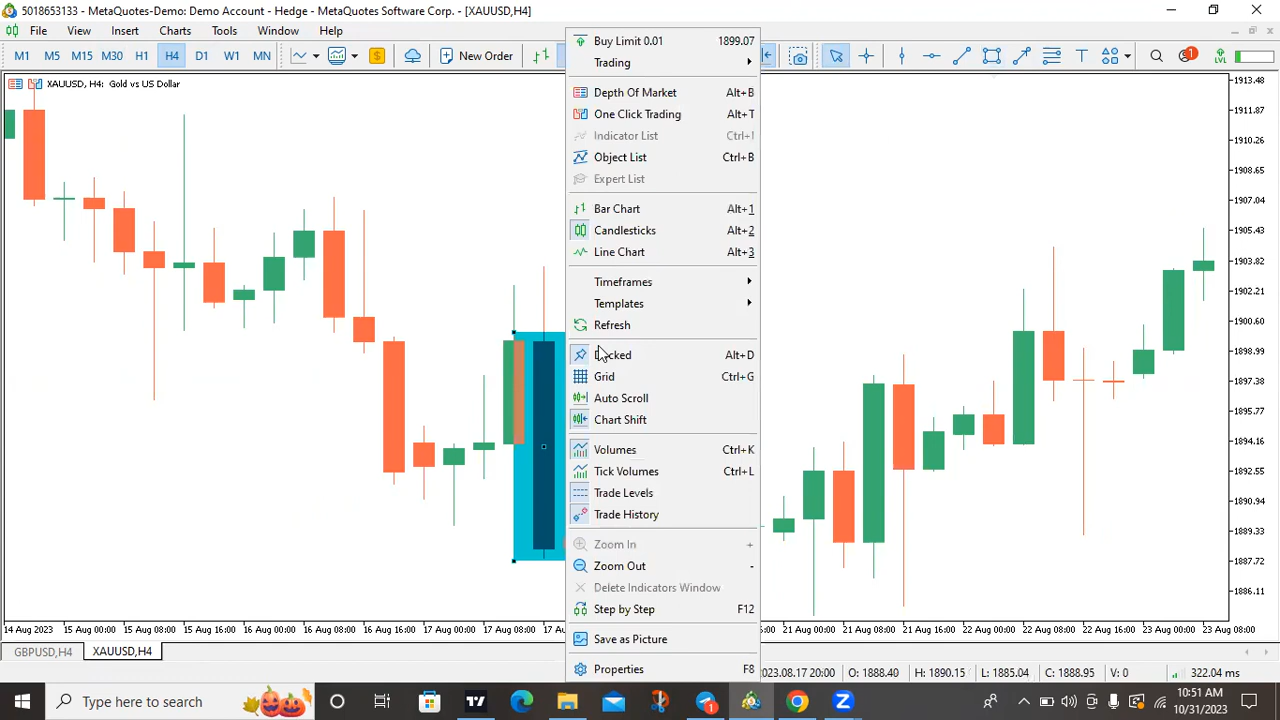 5018653133 - MetaQuotes-Demo: Demo Account - Hedge - MetaQuotes Software Corp. - [XAUUSD,H4]
File View Insert Charts Tools Window Help
M1 M5 M15 M30 H1 H4 D1 W1 MN $ New Order T 1 LVL
XAUUSD, H4: Gold vs US Dollar
Buy Limit 0.01 1899.07
Trading
Depth Of Market Alt+B
One Click Trading Alt+T
Indicator List Ctrl+I
Object List Ctrl+B
Expert List
Bar Chart Alt+1
Candlesticks Alt+2
Line Chart Alt+3
Timeframes
Templates
Refresh
Docked Alt+D
Grid Ctrl+G
Auto Scroll
Chart Shift
Volumes Ctrl+K
Tick Volumes Ctrl+L
Trade Levels
Trade History
Zoom In +
Zoom Out -
Delete Indicators Window
Step by Step F12
Save as Picture
Properties F8
1913.48
1911.87
1910.26
1908.65
1907.04
1905.43
1903.82
1902.21
1900.60
1898.99
1897.38
1895.77
1894.16
1892.55
1890.94
1889.33
1887.72
1886.11
14 Aug 2023 15 Aug 00:00 15 Aug 08:00 15 Aug 16:00 16 Aug 00:00 16 Aug 08:00 16 Aug 16:00 17 Aug 00:00 17 Aug 08:00 17 A 16:00 21 Aug 00:00 21 Aug 08:00 21 Aug 16:00 22 Aug 00:00 22 Aug 08:00 22 Aug 16:00 23 Aug 00:00 23 Aug 08:00
GBPUSD,H4 XAUUSD,H4
2023.08.17 20:00 O: 1888.40 H: 1890.15 L: 1885.04 C: 1888.95 V: 0 322.04 ms
Type here to search
10:51 AM
10/31/2023